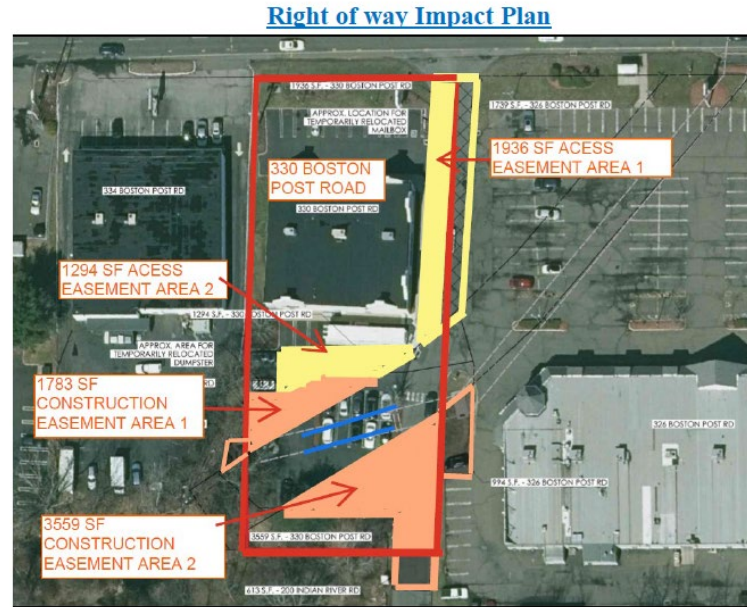 Right of way Impact Plan
1936 S.F. - 330 BOSTON POST RD
1739 S.F. - 326 BOSTON POST RD
APPROX. LOCATION FOR
TEMPORARILY RELOCATED
MAILBOX
1936 SF ACESS
EASEMENT AREA 1
330 BOSTON
POST ROAD
334 BOSTON POST RD
330 BOSTON POST RD
1294 SF ACESS
EASEMENT AREA 2
1294 S.F. - 330 BOSTON POST RD
APPROX. AREA FOR
TEMPORARILY RELOCATED
DUMPSTER
RD
1783 SF
CONSTRUCTION
EASEMENT AREA 1
326 BOSTON POST RD
994 S.F. - 326 BOSTON POST RD
3559 SF
CONSTRUCTION
EASEMENT AREA 2
3559 S.F. - 330 BOSTON POST RD
613 S.F. - 200 INDIAN RIVER RD